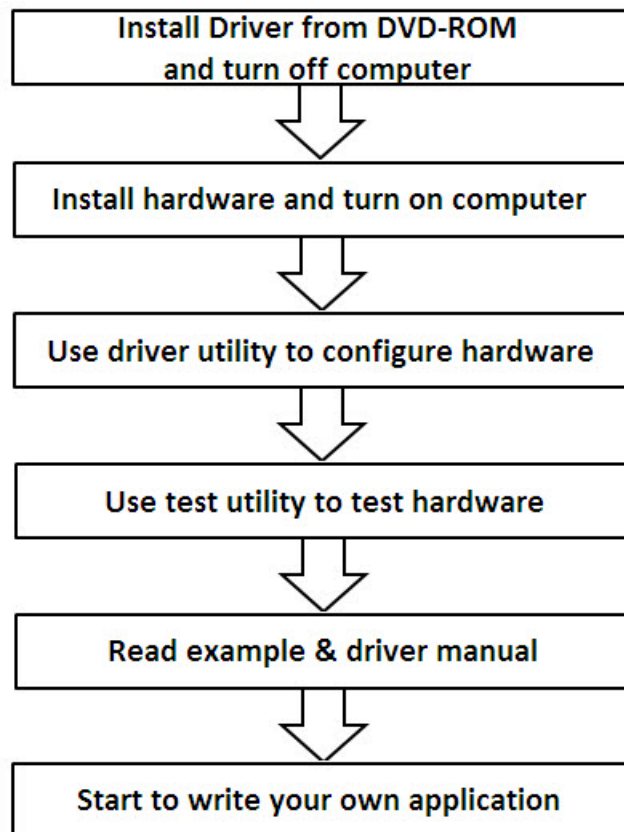 Install Driver from DVD-ROM
and turn off computer
Install hardware and turn on computer
Use driver utility to configure hardware
Use test utility to test hardware
Read example & driver manual
Start to write your own application